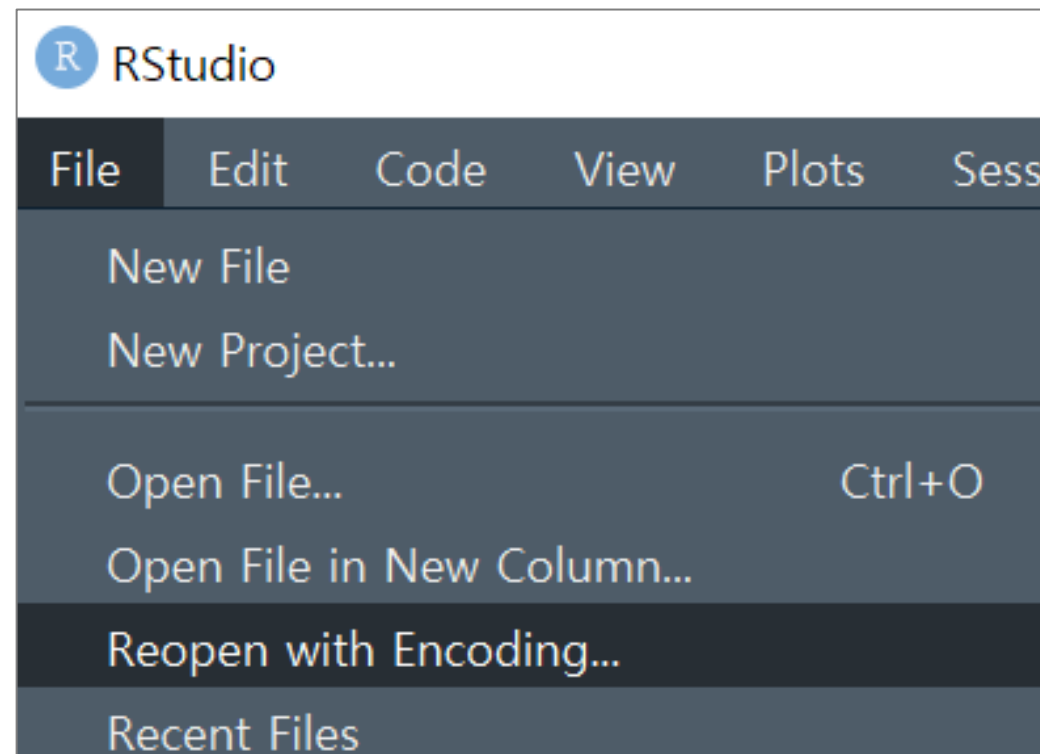 R RStudio
File Edit Code View Plots Sess
New File
New Project...
Open File... Ctrl+O
Open File in New Column...
Reopen with Encoding...
Recent Files